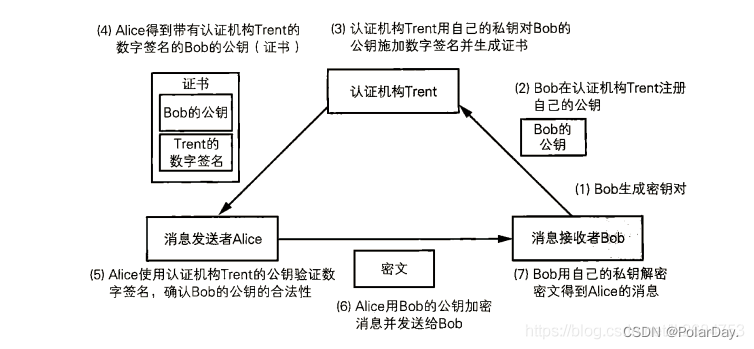 (4) Alice得到带有认证机构Trent的
数字签名的Bob的公钥（证书）
(3) 认证机构Trent用自己的私钥对Bob的
公钥施加数字签名并生成证书
证书
Bob的公钥
Trent的
数字签名
认证机构Trent
(2) Bob在认证机构Trent注册
自己的公钥
Bob的
公钥
(1) Bob生成密钥对
消息发送者Alice
消息接收者Bob
(5) Alice使用认证机构Trent的公钥验证数
字签名，确认Bob的公钥的合法性
密文
(6) Alice用Bob的公钥加密
消息并发送给Bob
(7) Bob用自己的私钥解密
密文得到Alice的消息
https://blog.cs
CSDN @PolarDay.